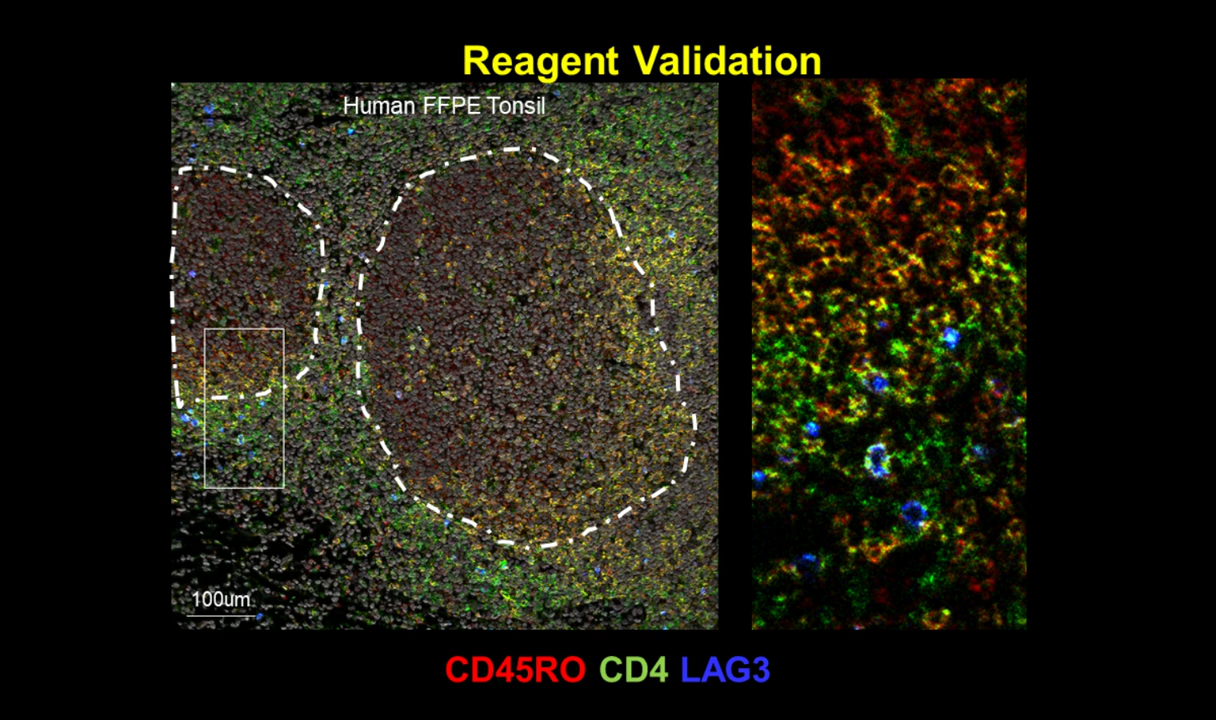 Reagent Validation
Human FFPE Tonsil
100um
CD45RO CD4 LAG3